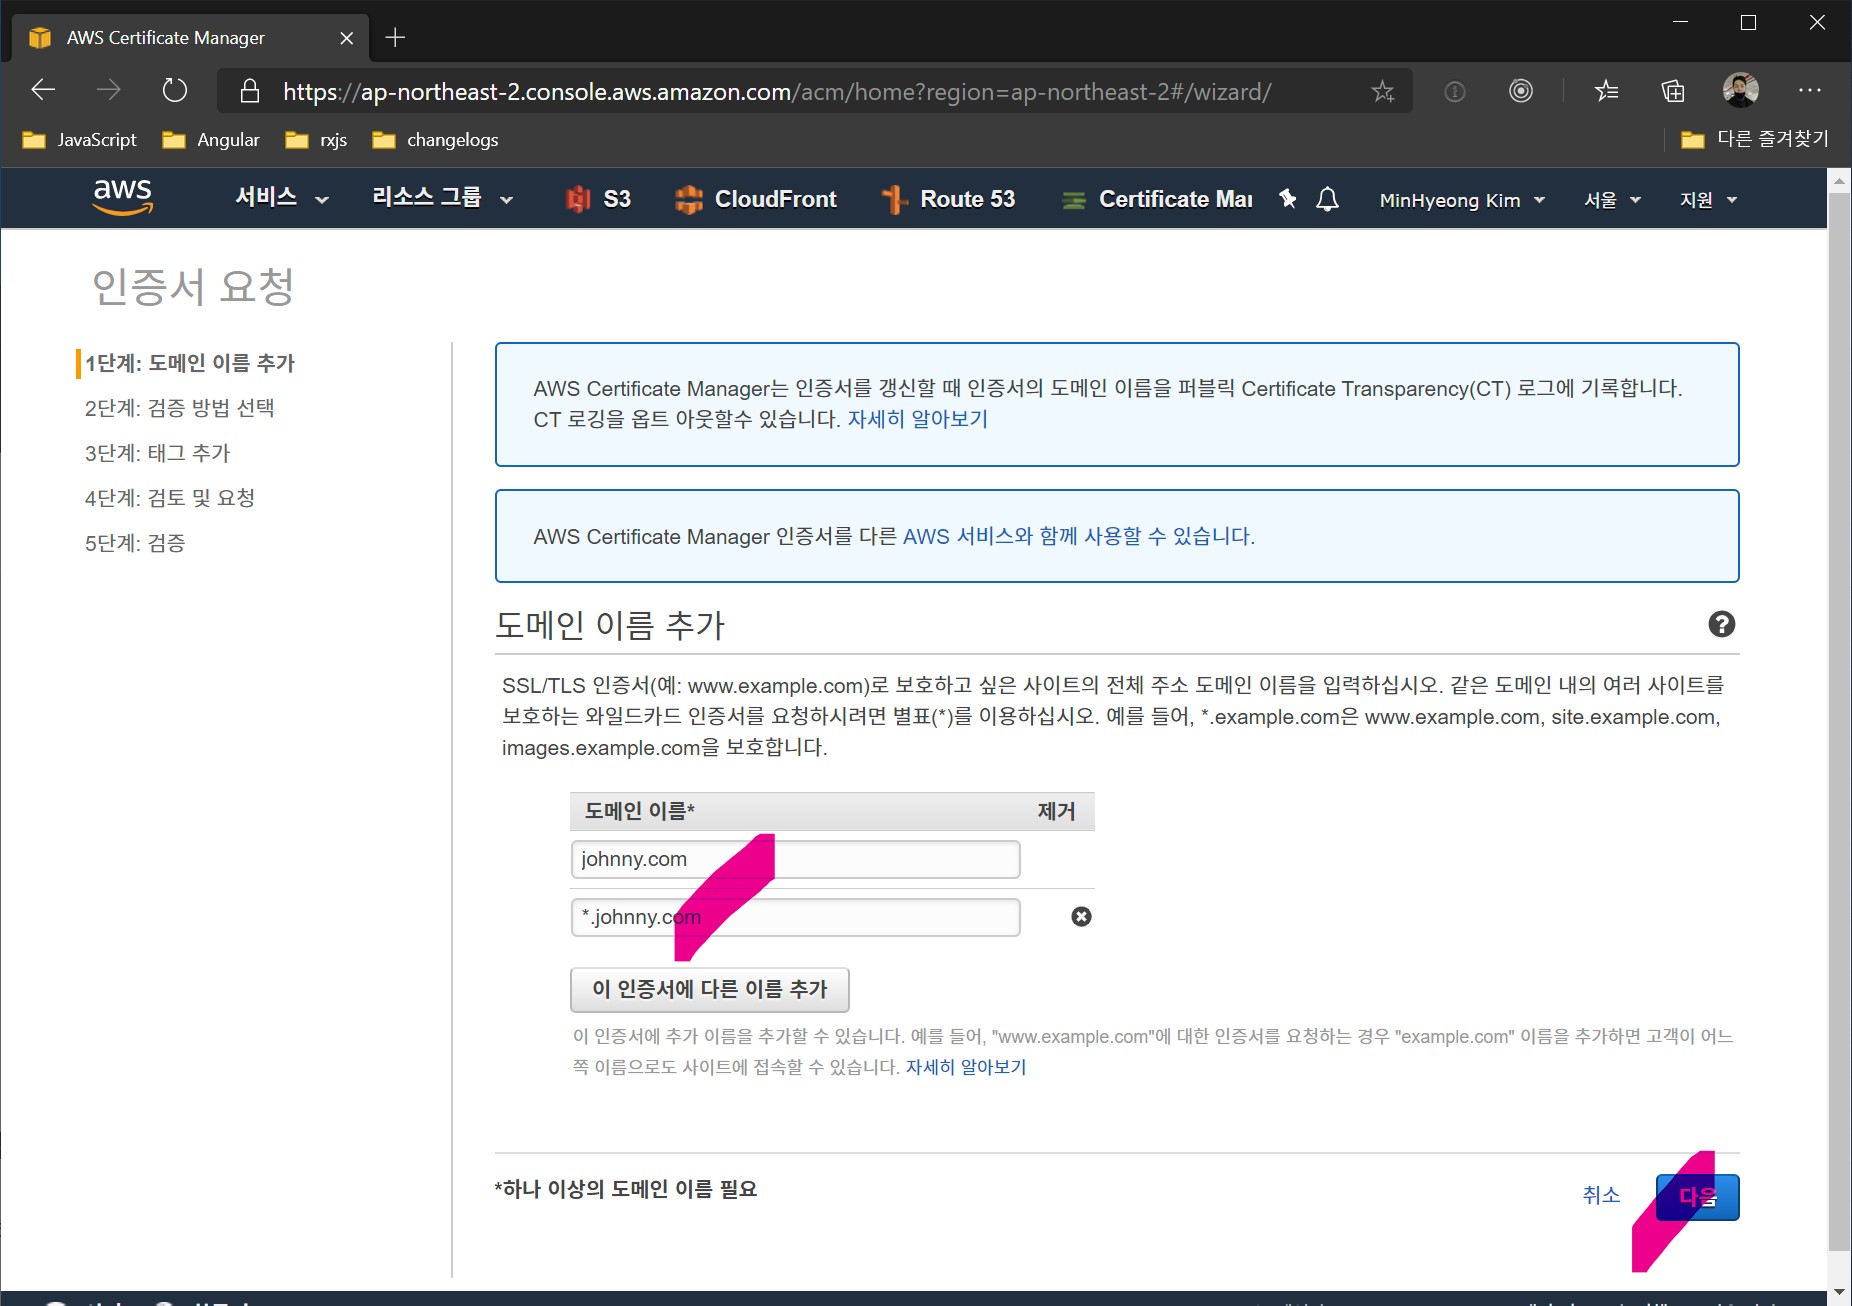 AWS Certificate Manager
https://ap-northeast-2.console.aws.amazon.com/acm/home?region=ap-northeast-2#/wizard/
JavaScript Angular rxjs changelogs 다른 즐겨찾기
aws 서비스 리소스 그룹 S3 CloudFront Route 53 Certificate Mar MinHyeong Kim 서울 지원
인증서 요청
1단계: 도메인 이름 추가
2단계: 검증 방법 선택
3단계: 태그 추가
4단계: 검토 및 요청
5단계: 검증
AWS Certificate Manager는 인증서를 갱신할 때 인증서의 도메인 이름을 퍼블릭 Certificate Transparency(CT) 로그에 기록합니다.
CT 로깅을 옵트 아웃할수 있습니다. 자세히 알아보기
AWS Certificate Manager 인증서를 다른 AWS 서비스와 함께 사용할 수 있습니다.
도메인 이름 추가
SSL/TLS 인증서(예: www.example.com)로 보호하고 싶은 사이트의 전체 주소 도메인 이름을 입력하십시오. 같은 도메인 내의 여러 사이트를
보호하는 와일드카드 인증서를 요청하시려면 별표(*)를 이용하십시오. 예를 들어, *.example.com은 www.example.com, site.example.com,
images.example.com을 보호합니다.
도메인 이름* 제거
johnny.com
*.johnny.com
이 인증서에 다른 이름 추가
이 인증서에 추가 이름을 추가할 수 있습니다. 예를 들어, "www.example.com"에 대한 인증서를 요청하는 경우 "example.com" 이름을 추가하면 고객이 어느
쪽 이름으로도 사이트에 접속할 수 있습니다. 자세히 알아보기
*하나 이상의 도메인 이름 필요
취소 다음